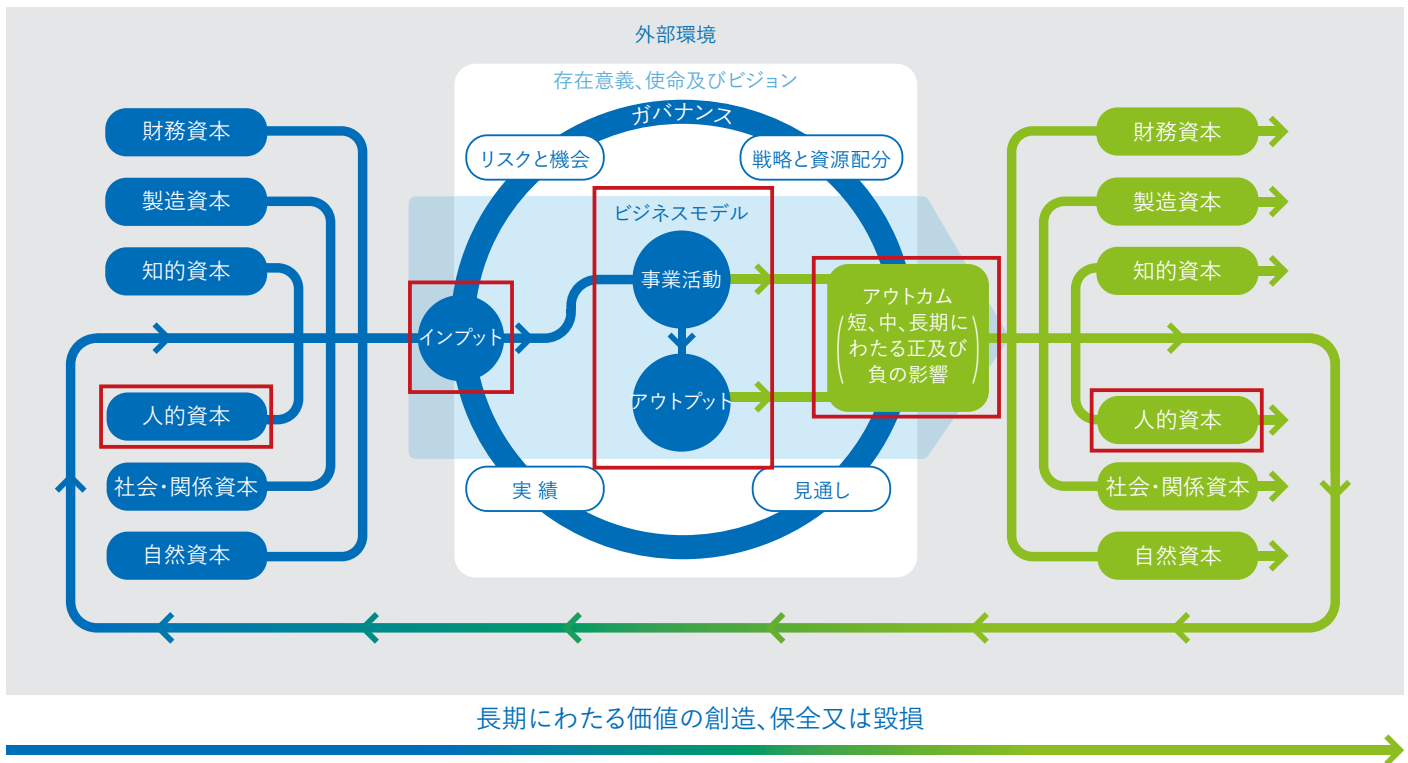 外部環境
存在意義、使命及びビジョン
ガバナンス
リスクと機会
戦略と資源配分
財務資本
製造資本
知的資本
人的資本
社会・関係資本
自然資本
インプット
ビジネスモデル
事業活動
アウトプット
アウトカム
(短、中、長期に
わたる正及び
負の影響)
実績
見通し
財務資本
製造資本
知的資本
人的資本
社会・関係資本
自然資本
長期にわたる価値の創造、保全又は毀損